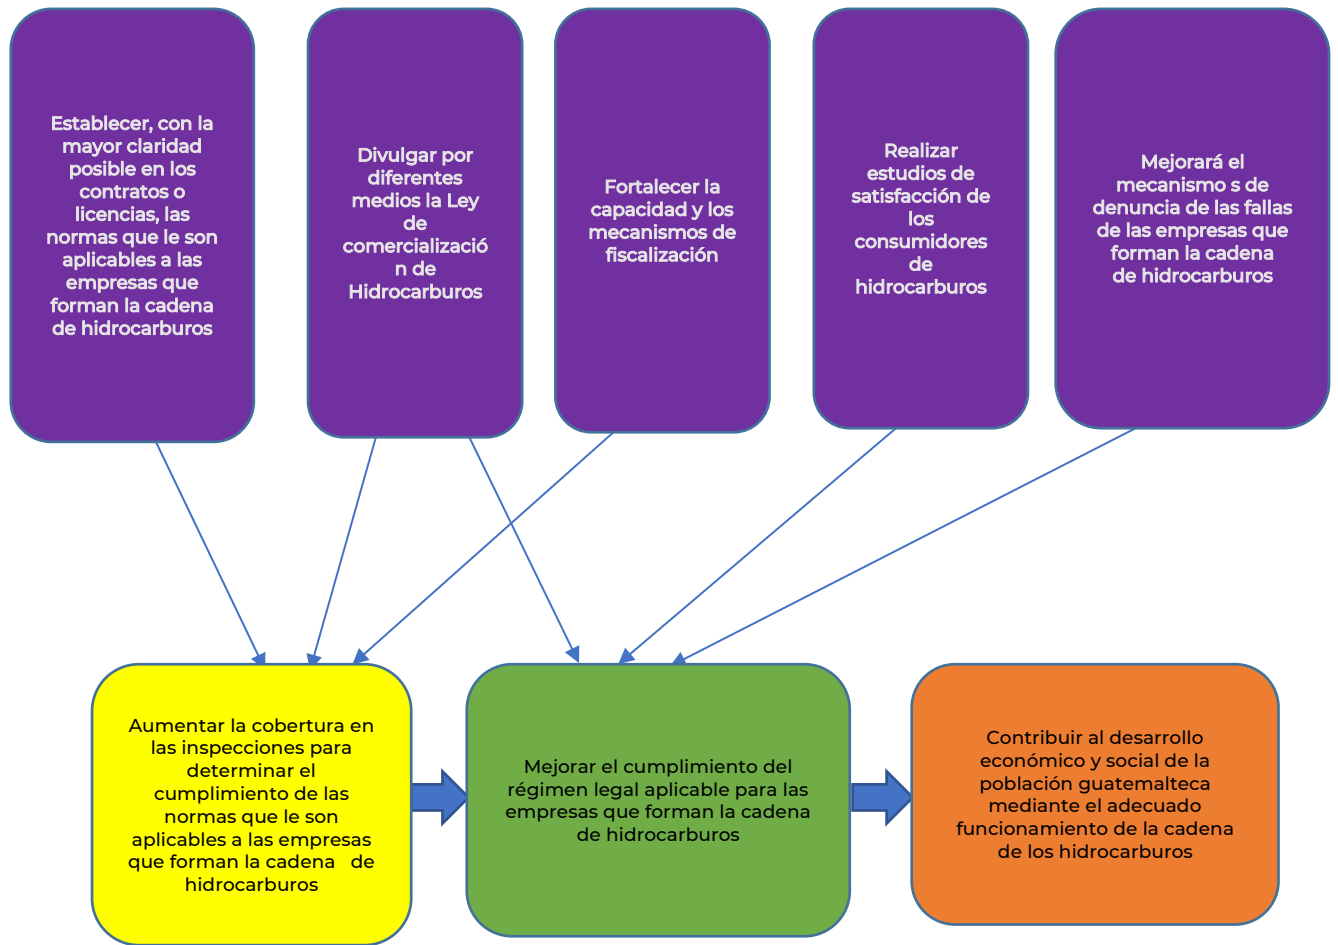 Establecer, con la
mayor claridad
posible en los
contratos o
licencias, las
normas que le son
aplicables a las
empresas que
forman la cadena
de hidrocarburos
Divulgar por
diferentes
medios la Ley
de
comercializació
n de
Hidrocarburos
Fortalecer la
capacidad y los
mecanismos de
fiscalización
Realizar
estudios de
satisfacción de
los
consumidores
de
hidrocarburos
Mejorará el
mecanismo s de
denuncia de las fallas
de las empresas que
forman la cadena
de hidrocarburos
Aumentar la cobertura en
las inspecciones para
determinar el
cumplimiento de las
normas que le son
aplicables a las empresas
que forman la cadena de
hidrocarburos
Mejorar el cumplimiento del
régimen legal aplicable para las
empresas que forman la cadena
de hidrocarburos
Contribuir al desarrollo
económico y social de la
población guatemalteca
mediante el adecuado
funcionamiento de la cadena
de los hidrocarburos